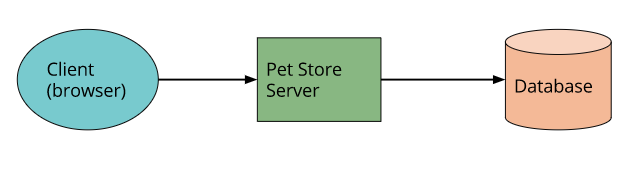 Client
(browser)
Pet Store
Server
Database